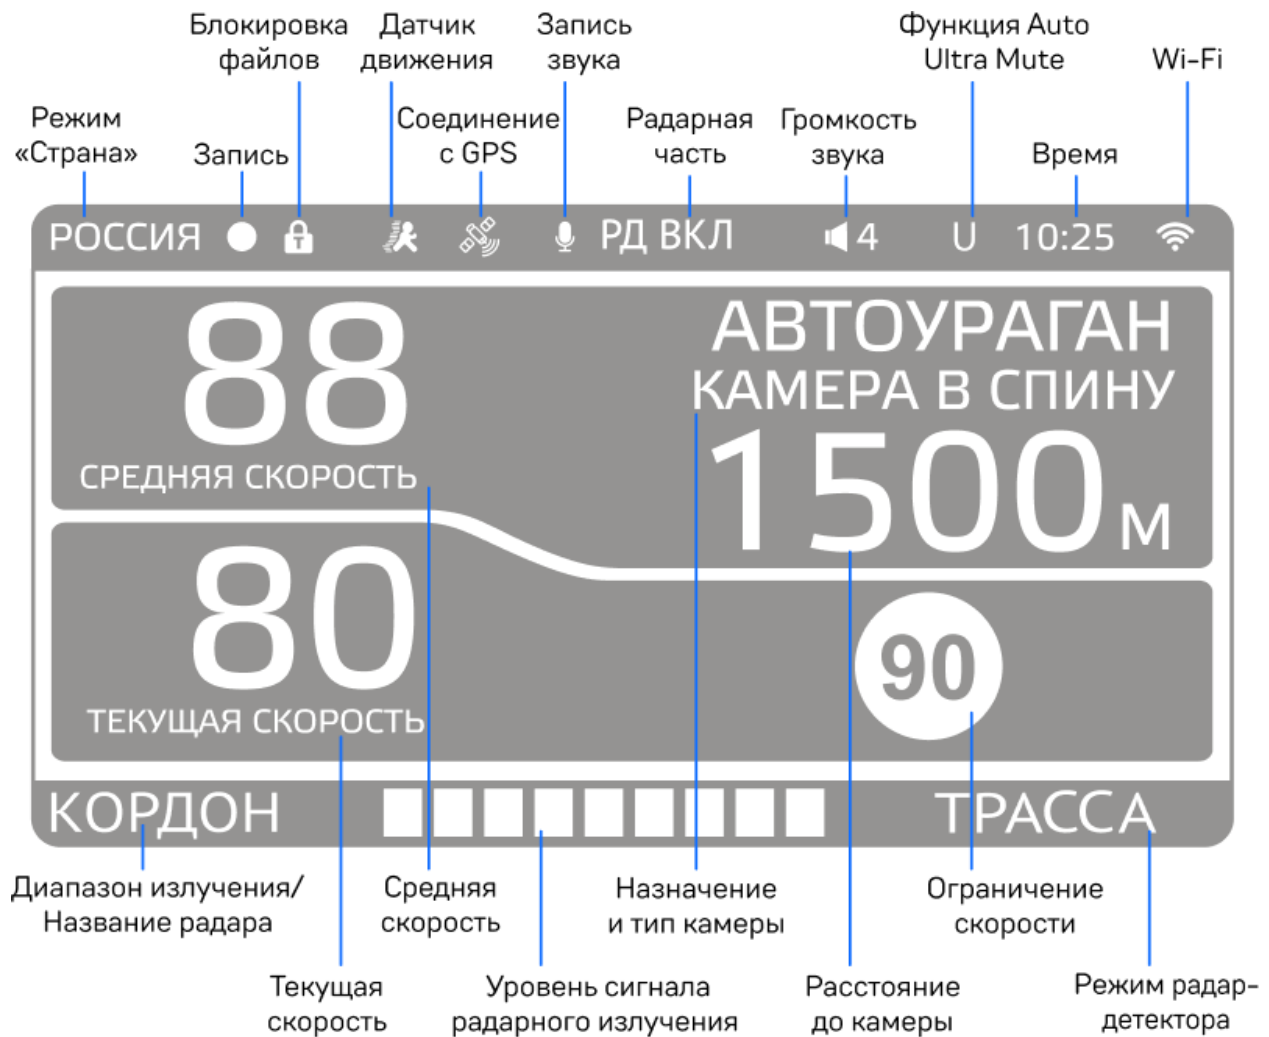 Блокировка
файлов
Датчик
движения
Запись
звука
Функция Auto
Ultra Mute
Wi-Fi
Режим
«Страна»
Запись
Соединение
с GPS
Радарная
часть
Громкость
звука
Время
РОССИЯ
T
РД ВКЛ
4
U
10:25
88
СРЕДНЯЯ СКОРОСТЬ
АВТОУРАГАН
КАМЕРА В СПИНУ
1500 м
80
ТЕКУЩАЯ СКОРОСТЬ
90
КОРДОН
ТРАССА
Диапазон излучения/
Название радара
Средняя
скорость
Назначение
и тип камеры
Ограничение
скорости
Текущая
скорость
Уровень сигнала
радарного излучения
Расстояние
до камеры
Режим радар-
детектора